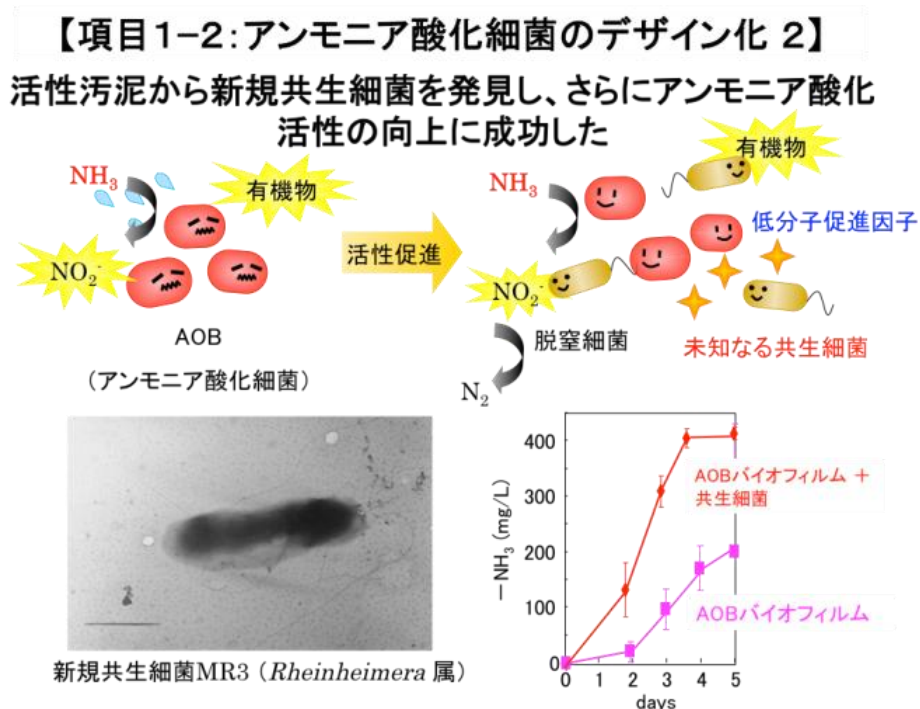 【項目1-2:アンモニア酸化細菌のデザイン化 2】
活性汚泥から新規共生細菌を発見し、さらにアンモニア酸化
活性の向上に成功した
NH₃
有機物
NO₂⁻
AOB
(アンモニア酸化細菌)
活性促進
有機物
NH₃
低分子促進因子
NO₂⁻
脱窒細菌
未知なる共生細菌
N₂
新規共生細菌MR3 (Rheinheimera 属)
-NH₃ (mg/L)
400
300
200
100
0
0 1 2 3 4 5
days
AOBバイオフィルム +
共生細菌
AOBバイオフィルム